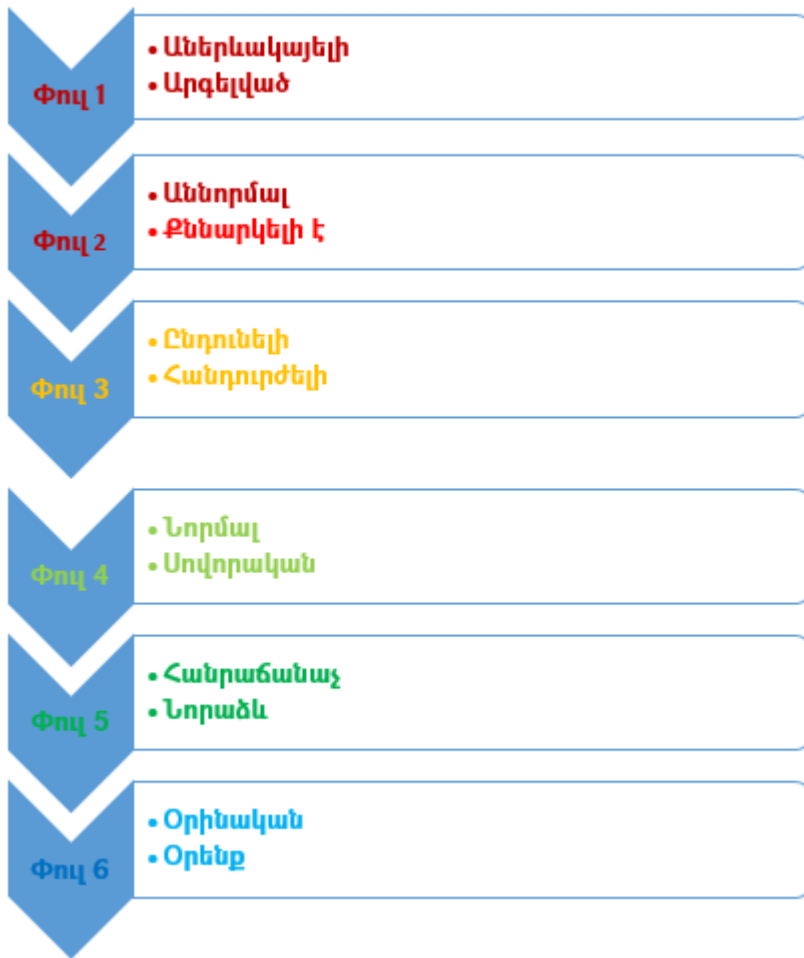 Փուլ 1
• Աներևակայելի
• Արգելված
Փուլ 2
• Աննորմալ
• Քննարկելի է
Փուլ 3
• Ընդունելի
• Հանդուրժելի
Փուլ 4
• Նորմալ
• Սովորական
Փուլ 5
• Հանրաճանաչ
• Նորաձև
Փուլ 6
• Օրինական
• Օրենք